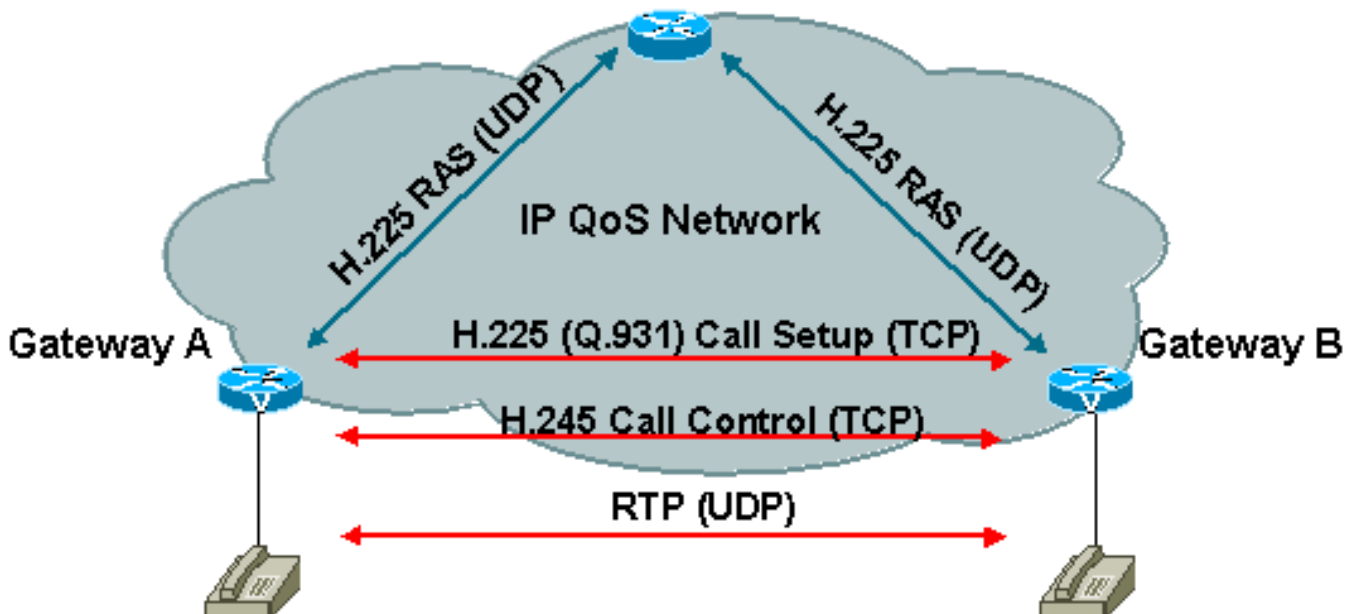 H.225 RAS (UDP)
H.225 RAS (UDP)
IP QoS Network
Gateway A
H.225 (Q.931) Call Setup (TCP)
Gateway B
V
V
H.245 Call Control (TCP)
RTP (UDP)